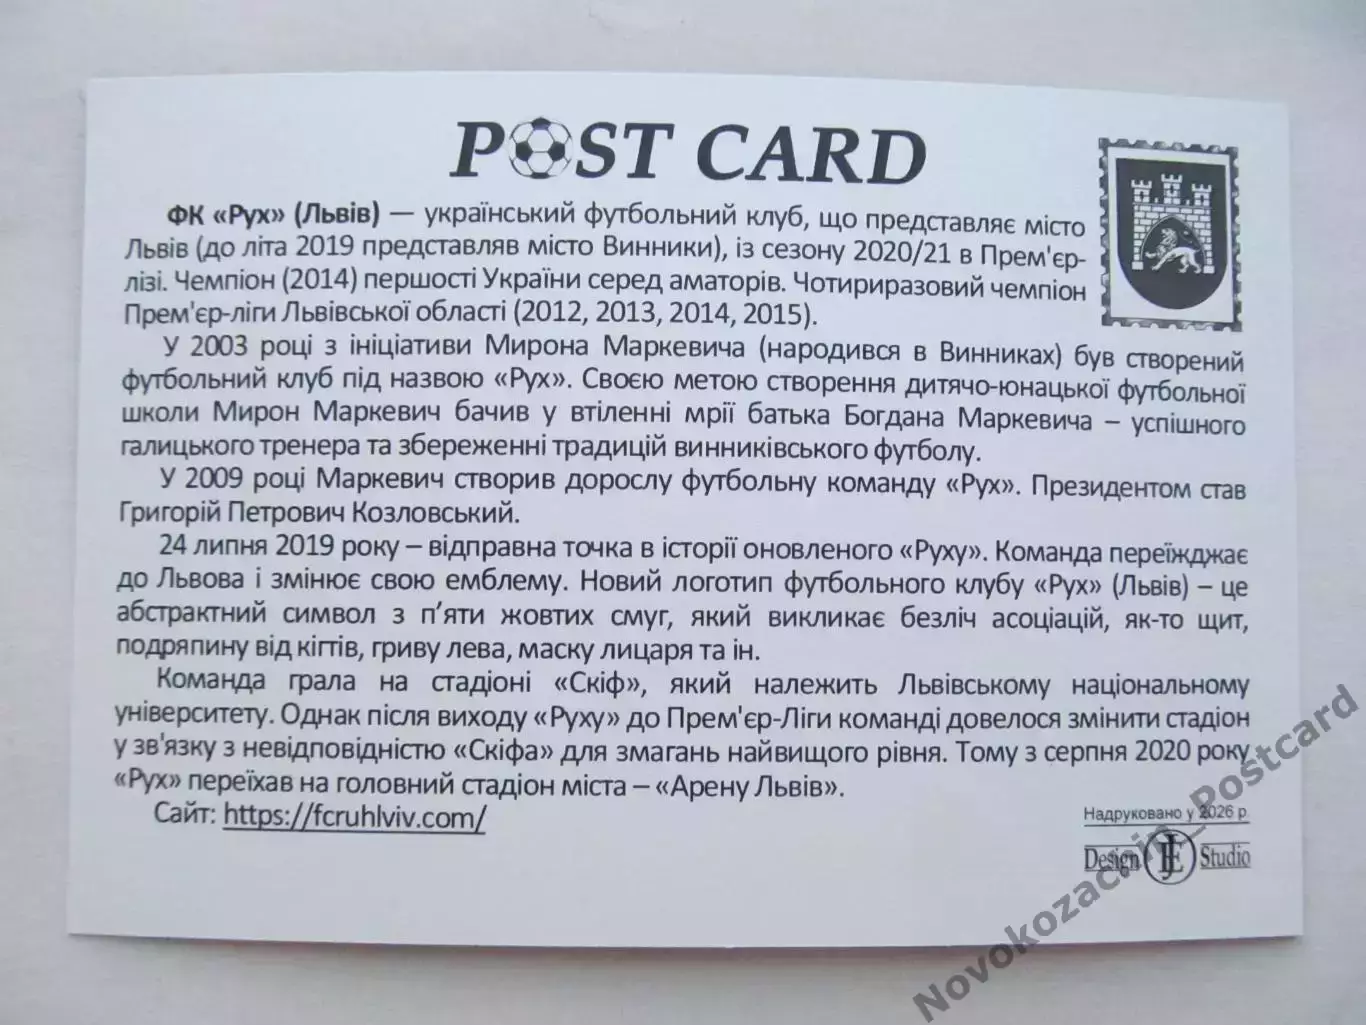 POST CARD
ФК «Рух» (Львів) — український футбольний клуб, що представляє місто
Львів (до літа 2019 представляв місто Винники), із сезону 2020/21 в Прем'єр-
лізі. Чемпіон (2014) першості України серед аматорів. Чотириразовий чемпіон
Прем'єр-ліги Львівської області (2012, 2013, 2014, 2015).
У 2003 році з ініціативи Мирона Маркевича (народився в Винниках) був створений
футбольний клуб під назвою «Рух». Своєю метою створення дитячо-юнацької футбольної
школи Мирон Маркевич бачив у втіленні мрії батька Богдана Маркевича – успішного
галицького тренера та збереженні традицій винниківського футболу.
У 2009 році Маркевич створив дорослу футбольну команду «Рух». Президентом став
Григорій Петрович Козловський.
24 липня 2019 року – відправна точка в історії оновленого «Руху». Команда переїжджає
до Львова і змінює свою емблему. Новий логотип футбольного клубу «Рух» (Львів) – це
абстрактний символ з п’яти жовтих смуг, який викликає безліч асоціацій, як-то щит,
подряпину від кігтів, гриву лева, маску лицаря та ін.
Команда грала на стадіоні «Скіф», який належить Львівському національному
університету. Однак після виходу «Руху» до Прем'єр-Ліги команді довелося змінити стадіон
у зв'язку з невідповідністю «Скіфа» для змагань найвищого рівня. Тому з серпня 2020 року
«Рух» переїхав на головний стадіон міста – «Арену Львів».
Сайт: https://fcruhlviv.com/
Надруковано у 2026 р.
Design JE Studio
Novokozachin_Postcard